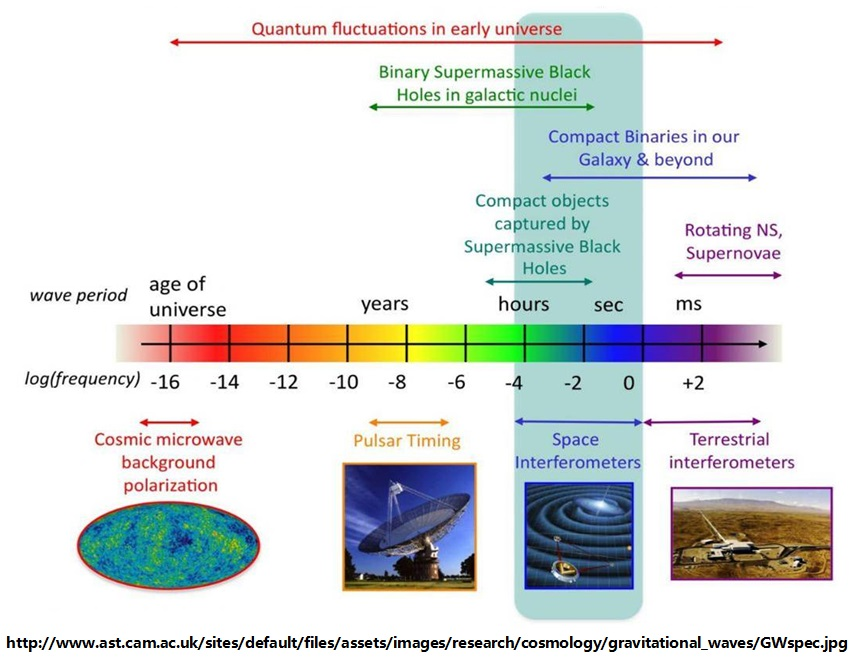 Quantum fluctuations in early universe
Binary Supermassive Black
Holes in galactic nuclei
Compact Binaries in our
Galaxy & beyond
Compact objects
captured by
Supermassive Black
Holes
Rotating NS,
Supernovae
wave period
age of
universe
years
hours
sec
ms
log(frequency)
-16
-14
-12
-10
-8
-6
-4
-2
0
+2
Cosmic microwave
background
polarization
Pulsar Timing
Space
Interferometers
Terrestrial
interferometers
http://www.ast.cam.ac.uk/sites/default/files/assets/images/research/cosmology/gravitational_waves/GWspec.jpg